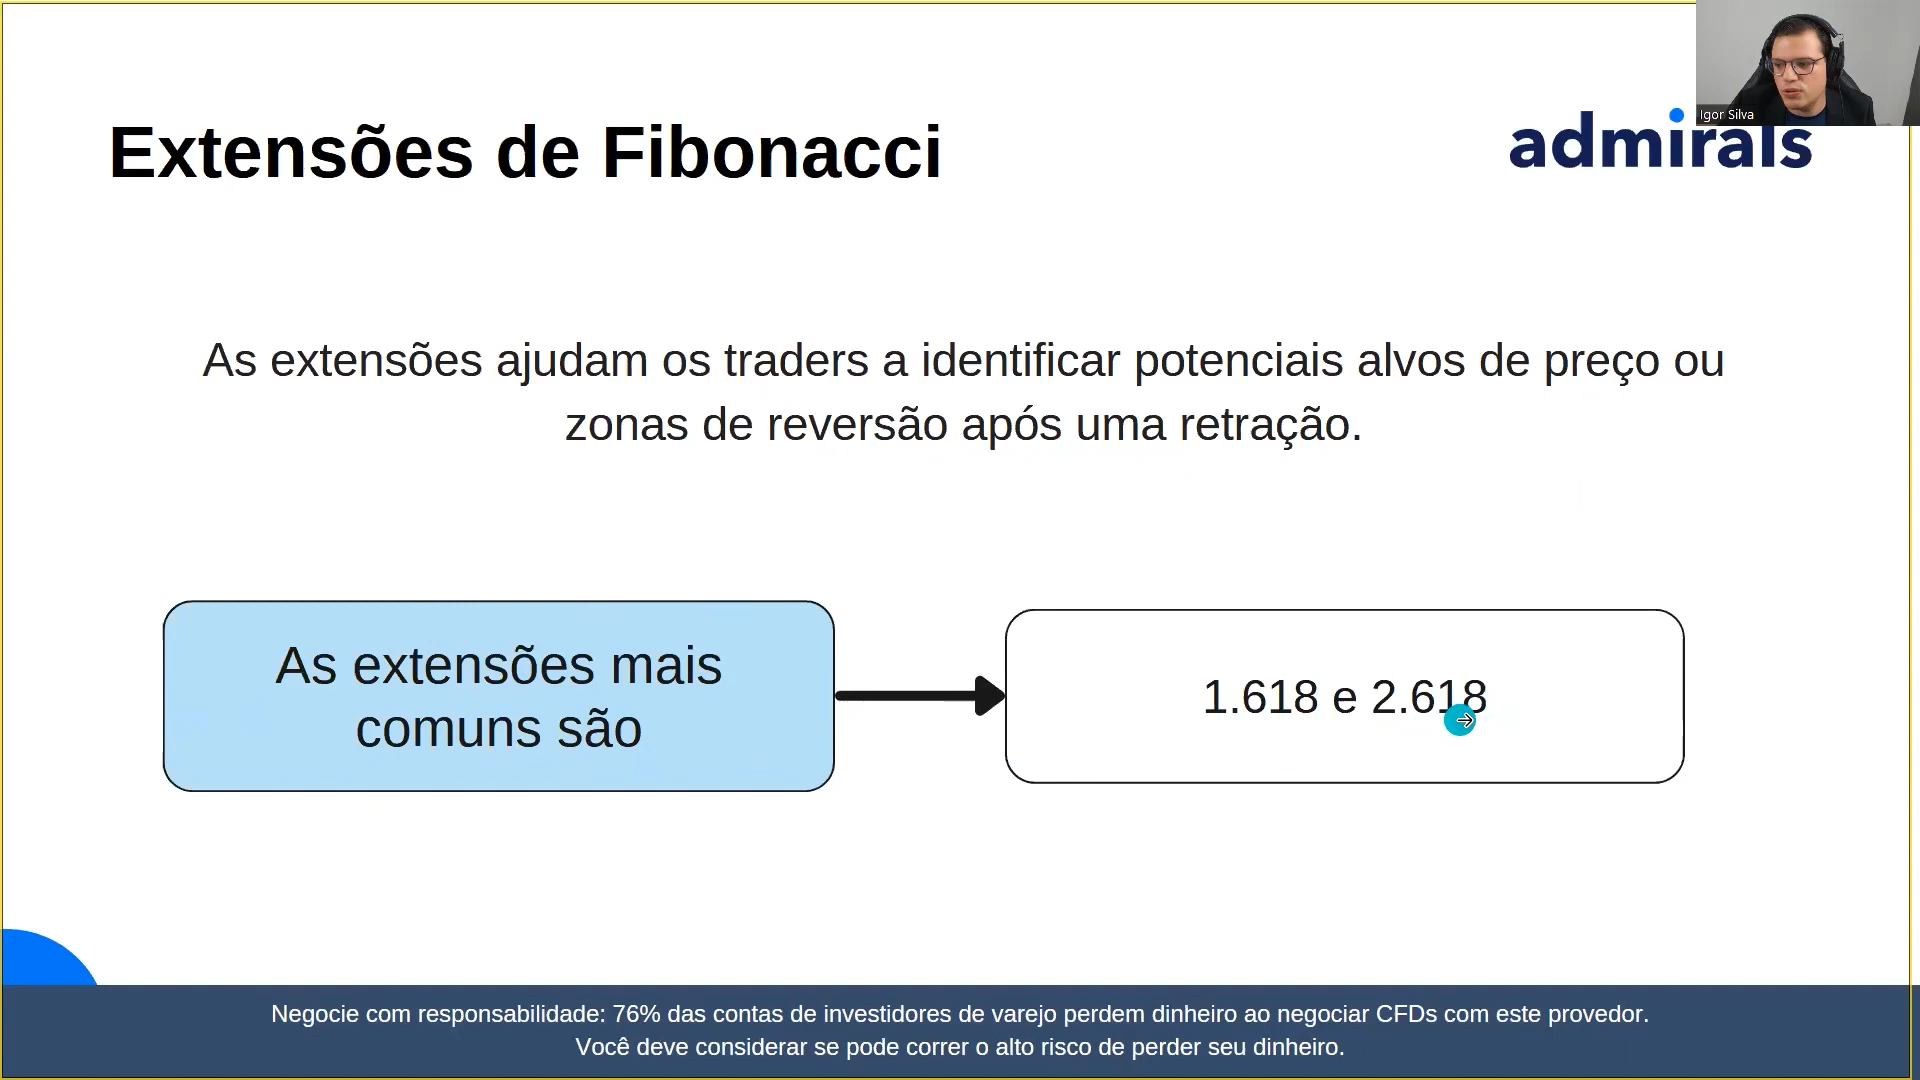 Igor Silva
admirals
Extensões de Fibonacci
As extensões ajudam os traders a identificar potenciais alvos de preço ou
zonas de reversão após uma retração.
As extensões mais
comuns são
1.618 e 2.618
Negocie com responsabilidade: 76% das contas de investidores de varejo perdem dinheiro ao negociar CFDs com este provedor.
Você deve considerar se pode correr o alto risco de perder seu dinheiro.